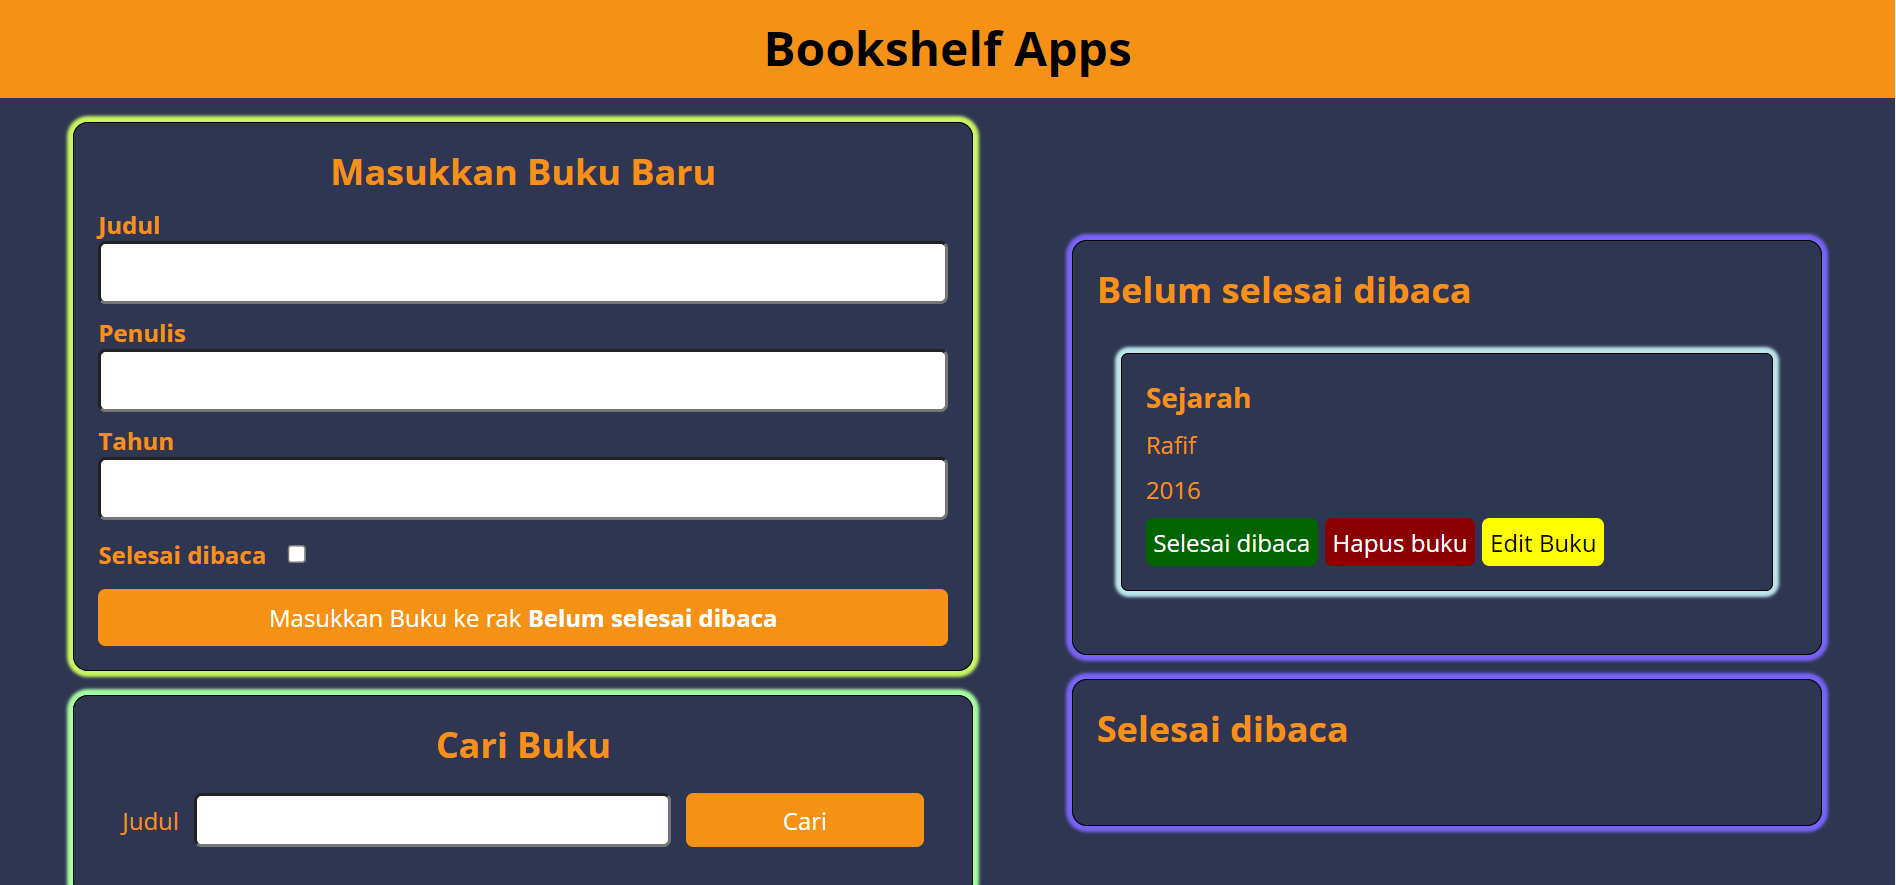 Bookshelf Apps
Masukkan Buku Baru
Judul
Penulis
Tahun
Selesai dibaca
Masukkan Buku ke rak Belum selesai dibaca
Cari Buku
Judul
Cari
Belum selesai dibaca
Sejarah
Rafif
2016
Selesai dibaca Hapus buku Edit Buku
Selesai dibaca